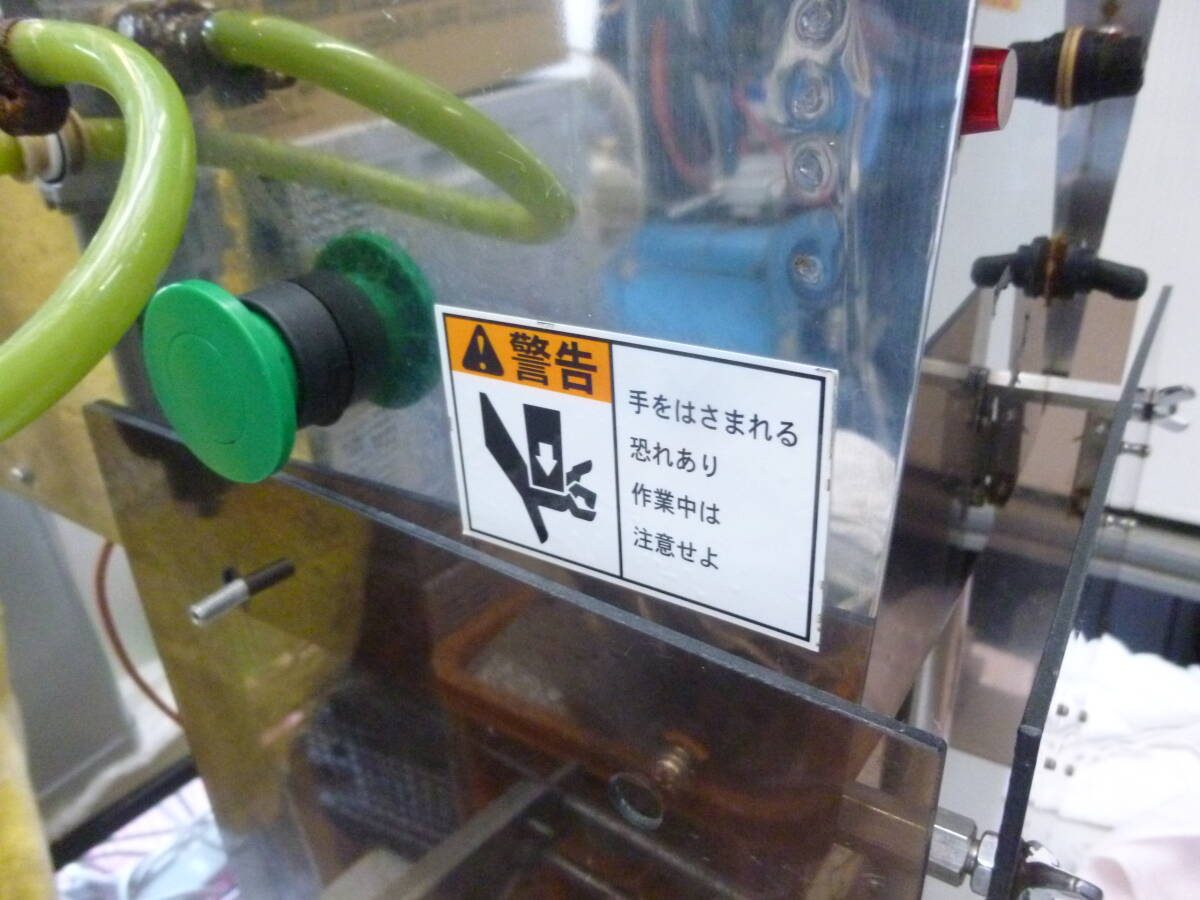 警告
手をはさまれる
恐れあり
作業中は
注意せよ